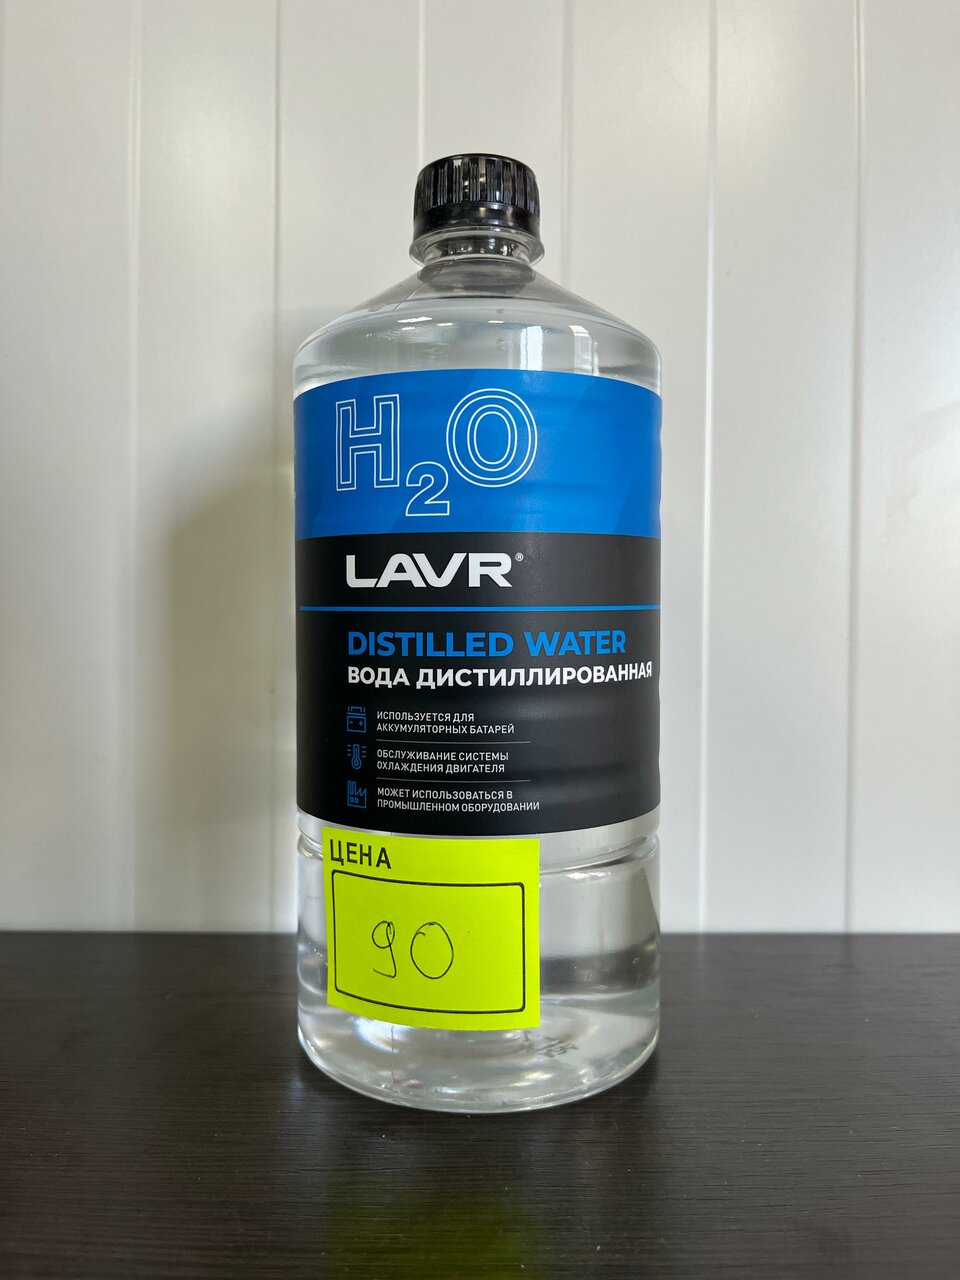 H₂O
LAVR®
DISTILLED WATER
ВОДА ДИСТИЛЛИРОВАННАЯ
ИСПОЛЬЗУЕТСЯ ДЛЯ
АККУМУЛЯТОРНЫХ БАТАРЕЙ
ОБСЛУЖИВАНИЕ СИСТЕМЫ
ОХЛАЖДЕНИЯ ДВИГАТЕЛЯ
МОЖЕТ ИСПОЛЬЗОВАТЬСЯ В
ПРОМЫШЛЕННОМ ОБОРУДОВАНИИ
ЦЕНА
90